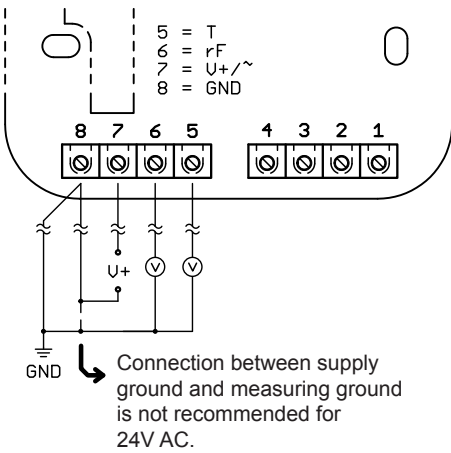 5 = T
6 = rF
7 = V+/~
8 = GND
8 7 6 5 4 3 2 1
V+
V V
GND
Connection between supply
ground and measuring ground
is not recommended for
24V AC.